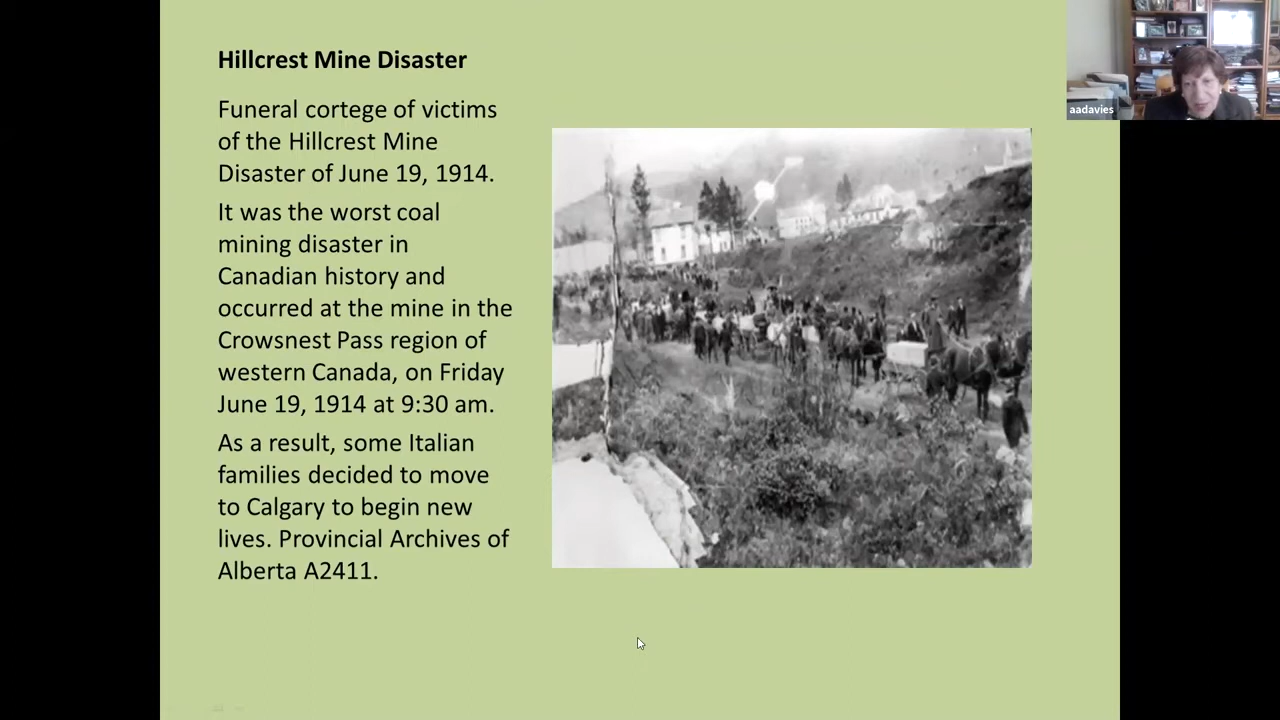 Hillcrest Mine Disaster
Funeral cortege of victims
of the Hillcrest Mine
Disaster of June 19, 1914.
It was the worst coal
mining disaster in
Canadian history and
occurred at the mine in the
Crowsnest Pass region of
western Canada, on Friday
June 19, 1914 at 9:30 am.
As a result, some Italian
families decided to move
to Calgary to begin new
lives. Provincial Archives of
Alberta A2411.
aadavies